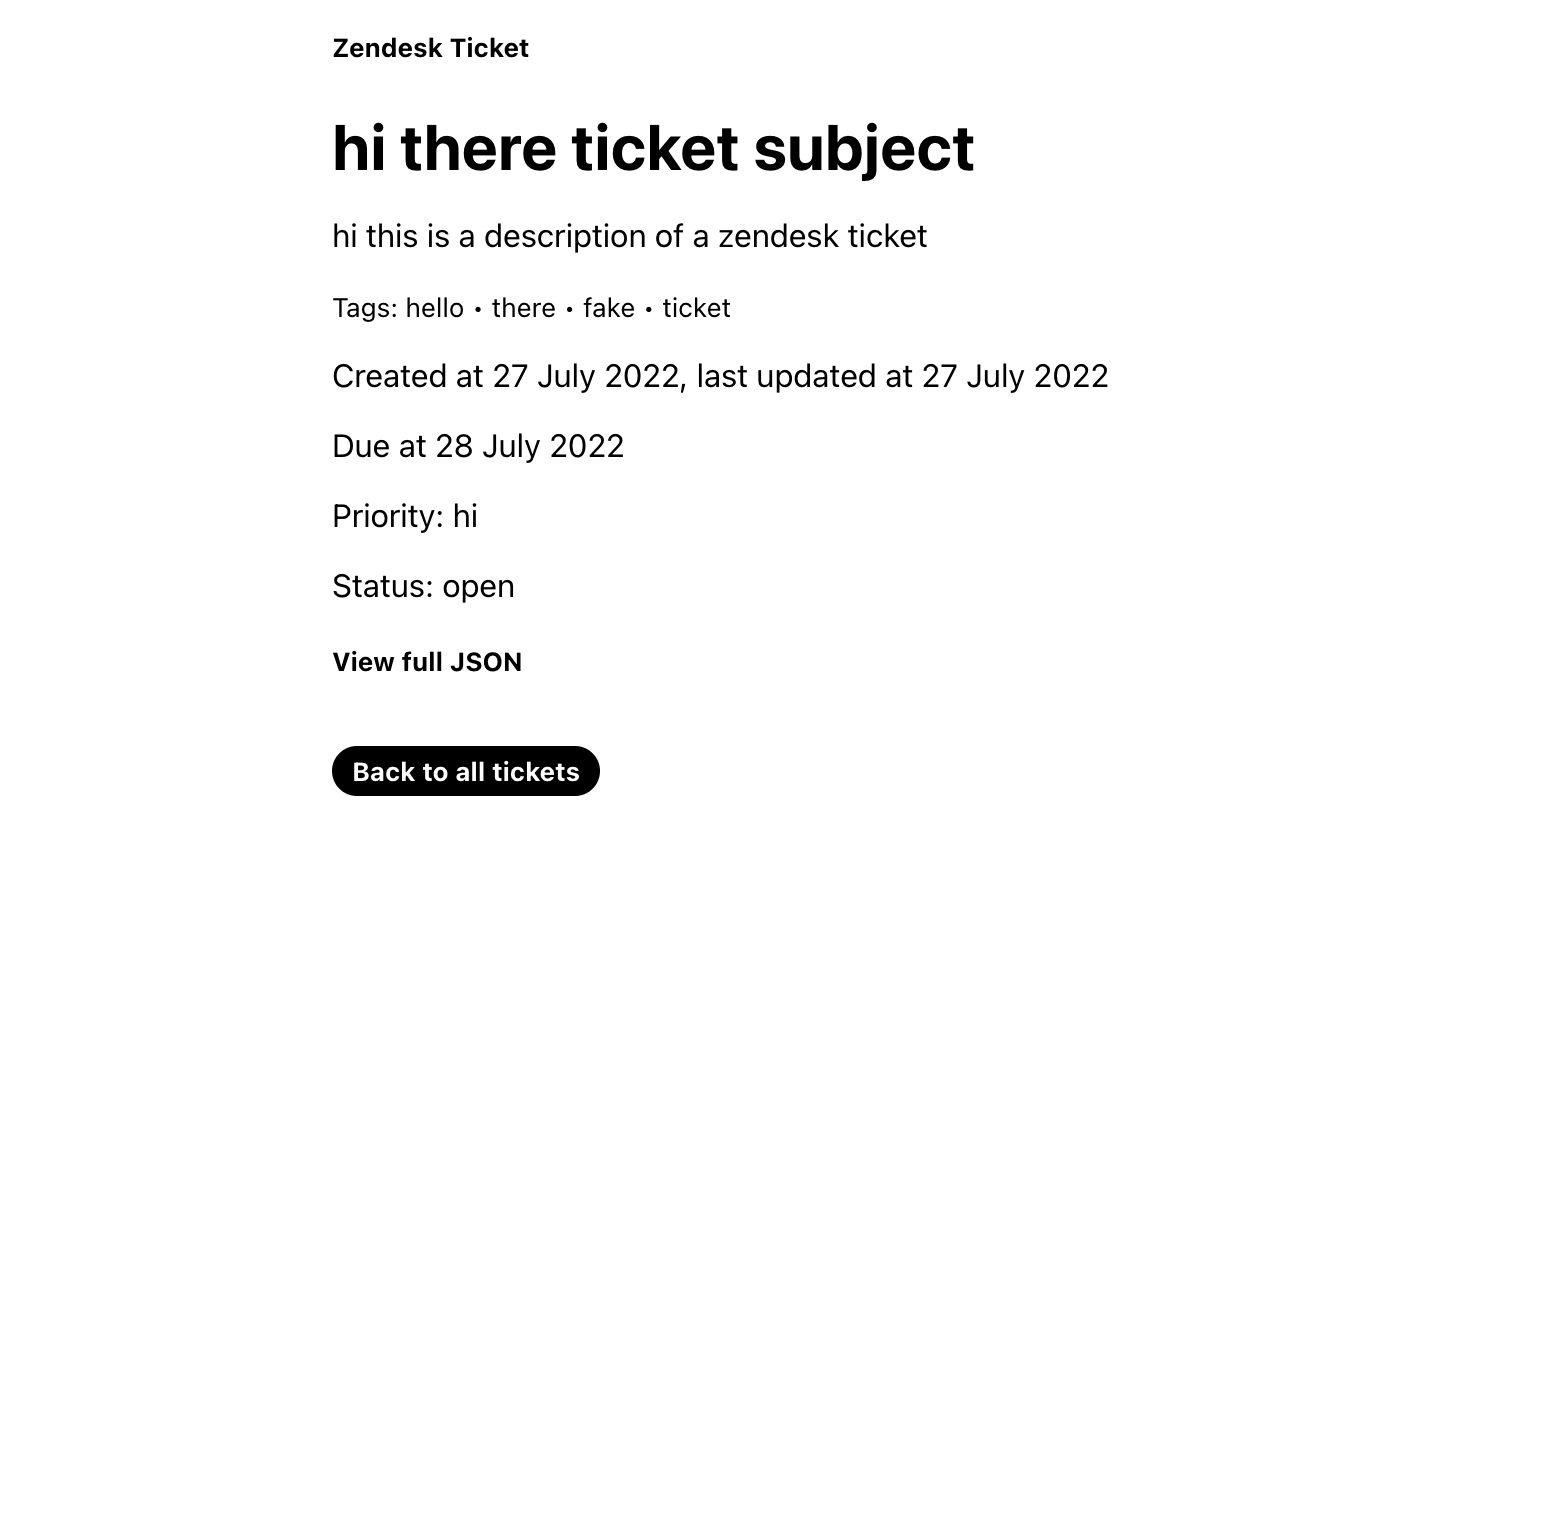 Zendesk Ticket
hi there ticket subject
hi this is a description of a zendesk ticket
Tags: hello • there • fake • ticket
Created at 27 July 2022, last updated at 27 July 2022
Due at 28 July 2022
Priority: hi
Status: open
View full JSON
Back to all tickets